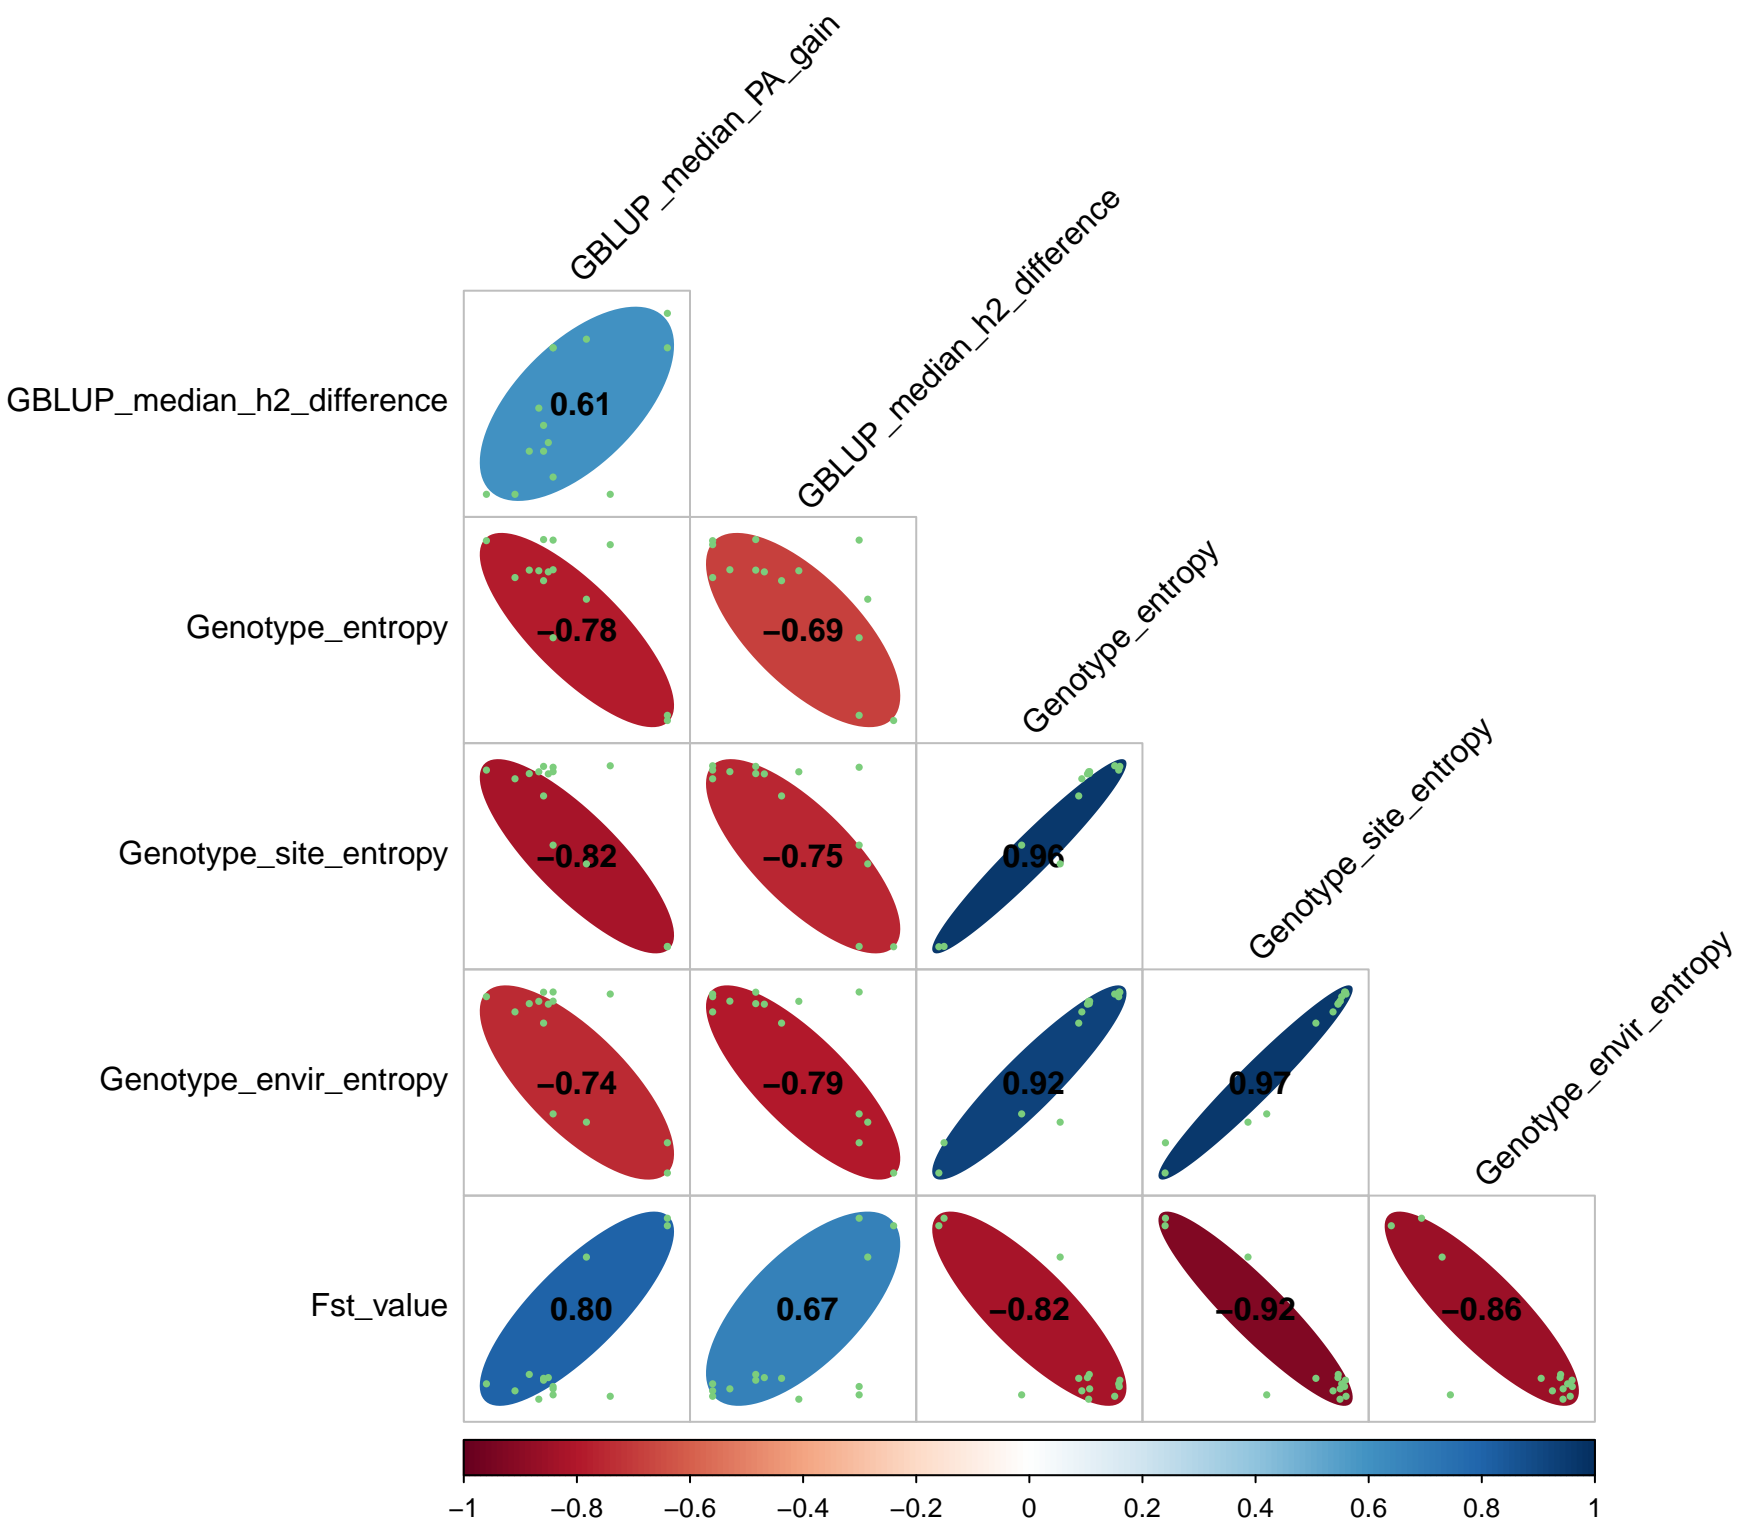 GBLUP_median_PA_gain
GBLUP_median_h2_difference
Genotype_entropy
Genotype_site_entropy
Genotype_envir_entropy
GBLUP_median_h2_difference
0.61
Genotype_entropy
−0.78
−0.69
Genotype_site_entropy
−0.82
−0.75
0.96
Genotype_envir_entropy
−0.74
−0.79
0.92
0.97
Fst_value
0.80
0.67
−0.82
−0.92
−0.86
−1 −0.8 −0.6 −0.4 −0.2 0 0.2 0.4 0.6 0.8 1